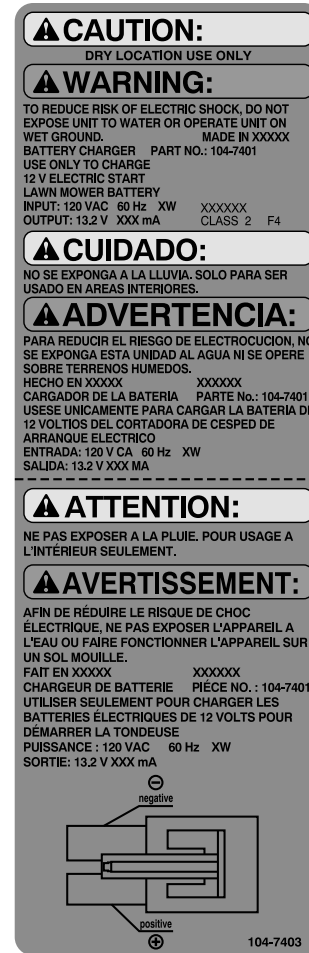 CAUTION:
DRY LOCATION USE ONLY
WARNING:
TO REDUCE RISK OF ELECTRIC SHOCK, DO NOT
EXPOSE UNIT TO WATER OR OPERATE UNIT ON
WET GROUND. MADE IN XXXXX
BATTERY CHARGER PART NO.: 104-7401
USE ONLY TO CHARGE
12 V ELECTRIC START
LAWN MOWER BATTERY
INPUT: 120 VAC 60 Hz XW XXXXXX
OUTPUT: 13.2 V XXX mA CLASS 2 F4
CUIDADO:
NO SE EXPONGA A LA LLUVIA. SOLO PARA SER
USADO EN AREAS INTERIORES.
ADVERTENCIA:
PARA REDUCIR EL RIESGO DE ELECTROCUCION, NO
SE EXPONGA ESTA UNIDAD AL AGUA NI SE OPERE
SOBRE TERRENOS HUMEDOS.
HECHO EN XXXXX XXXXXX
CARGADOR DE LA BATERIA PARTE No.: 104-7401
USESE UNICAMENTE PARA CARGAR LA BATERIA DE
12 VOLTIOS DEL CORTADORA DE CESPED DE
ARRANQUE ELECTRICO
ENTRADA: 120 V CA 60 Hz XW
SALIDA: 13.2 V XXX MA
ATTENTION:
NE PAS EXPOSER A LA PLUIE. POUR USAGE A
L'INTÉRIEUR SEULEMENT.
AVERTISSEMENT:
AFIN DE RÉDUIRE LE RISQUE DE CHOC
ÉLECTRIQUE, NE PAS EXPOSER L'APPAREIL A
L'EAU OU FAIRE FONCTIONNER L'APPAREIL SUR
UN SOL MOUILLE.
FAIT EN XXXXX XXXXXX
CHARGEUR DE BATTERIE PIÉCE NO. : 104-7401
UTILISER SEULEMENT POUR CHARGER LES
BATTERIES ÉLECTRIQUES DE 12 VOLTS POUR
DÉMARRER LA TONDEUSE
PUISSANCE : 120 VAC 60 Hz XW
SORTIE: 13.2 V XXX mA
negative
positive
104-7403